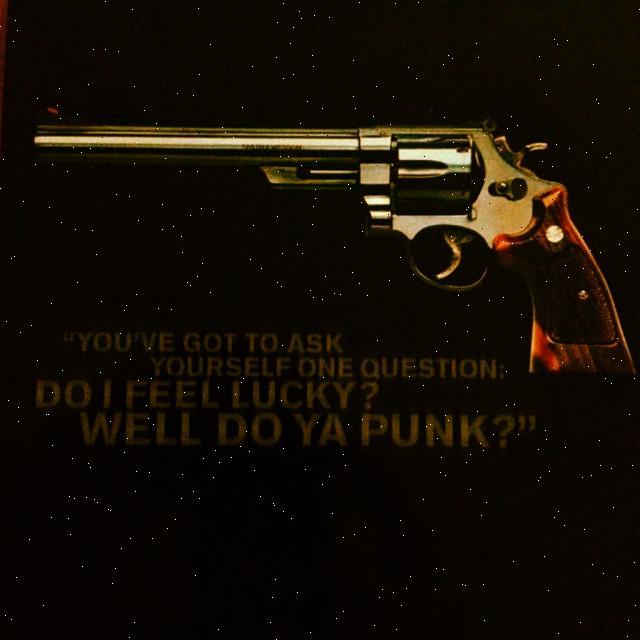 “YOU’VE GOT TO ASK
YOURSELF ONE QUESTION:
DO I FEEL LUCKY?
WELL DO YA PUNK?”